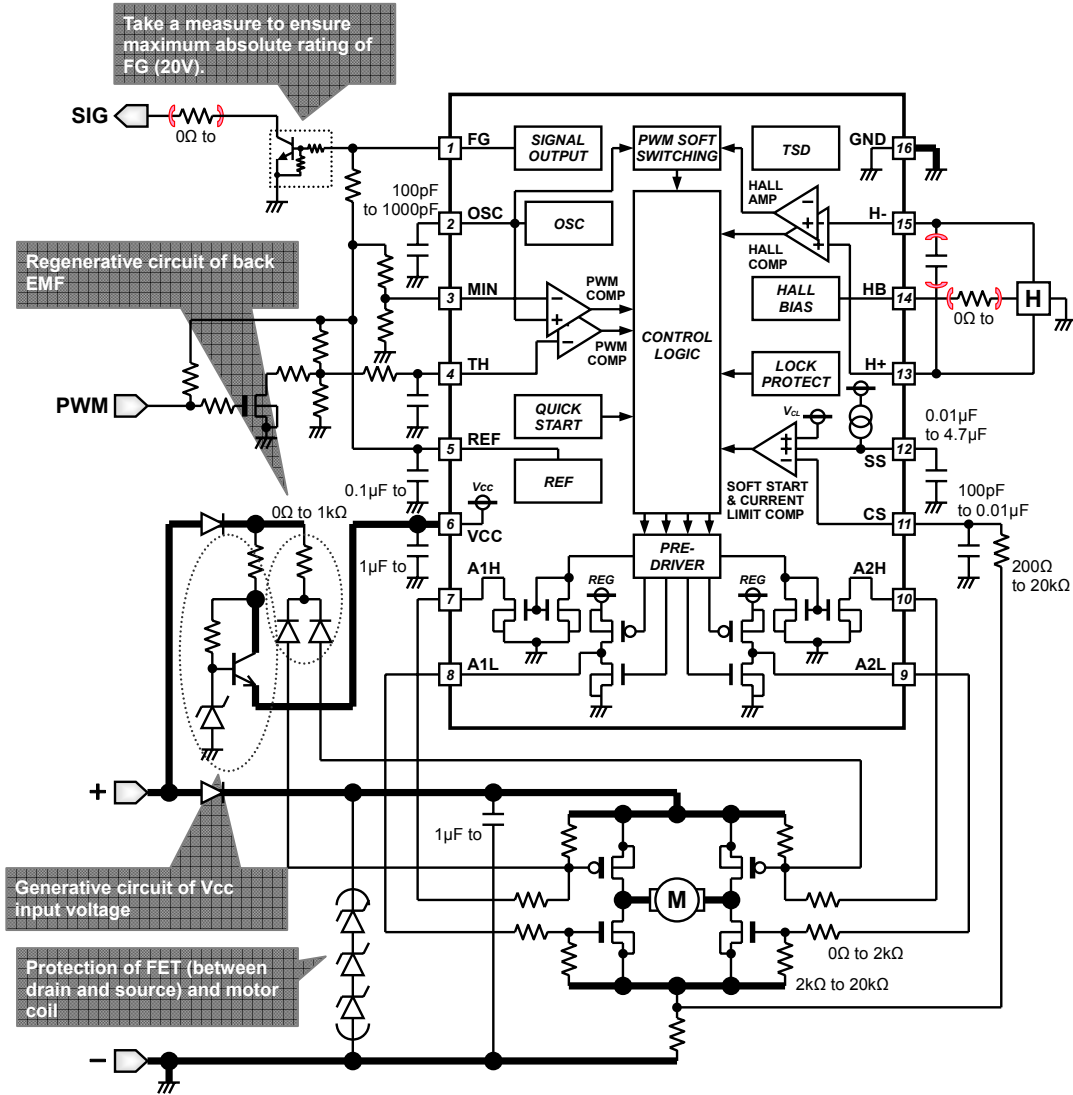 Take a measure to ensure
maximum absolute rating of
FG (20V).
SIG
0Ω to
1
FG
SIGNAL
OUTPUT
PWM SOFT
SWITCHING
TSD
GND
16
100pF
to 1000pF
2
OSC
OSC
HALL
AMP
HALL
COMP
H-
15
Regenerative circuit of back
EMF
3
MIN
PWM
COMP
PWM
COMP
CONTROL
LOGIC
HALL
BIAS
HB
14
0Ω to
H
4
TH
LOCK
PROTECT
H+
13
PWM
QUICK
START
VCL
0.01µF
to 4.7µF
5
REF
REF
SS
12
0.1µF to
SOFT START
& CURRENT
LIMIT COMP
100pF
to 0.01µF
CS
11
0Ω to 1kΩ
6
VCC
Vcc
1µF to
PRE-
DRIVER
200Ω
to 20kΩ
7
A1H
REG
REG
A2H
10
8
A1L
A2L
9
+
1µF to
Generative circuit of Vcc
input voltage
M
Protection of FET (between
drain and source) and motor
coil
0Ω to 2kΩ
2kΩ to 20kΩ
−